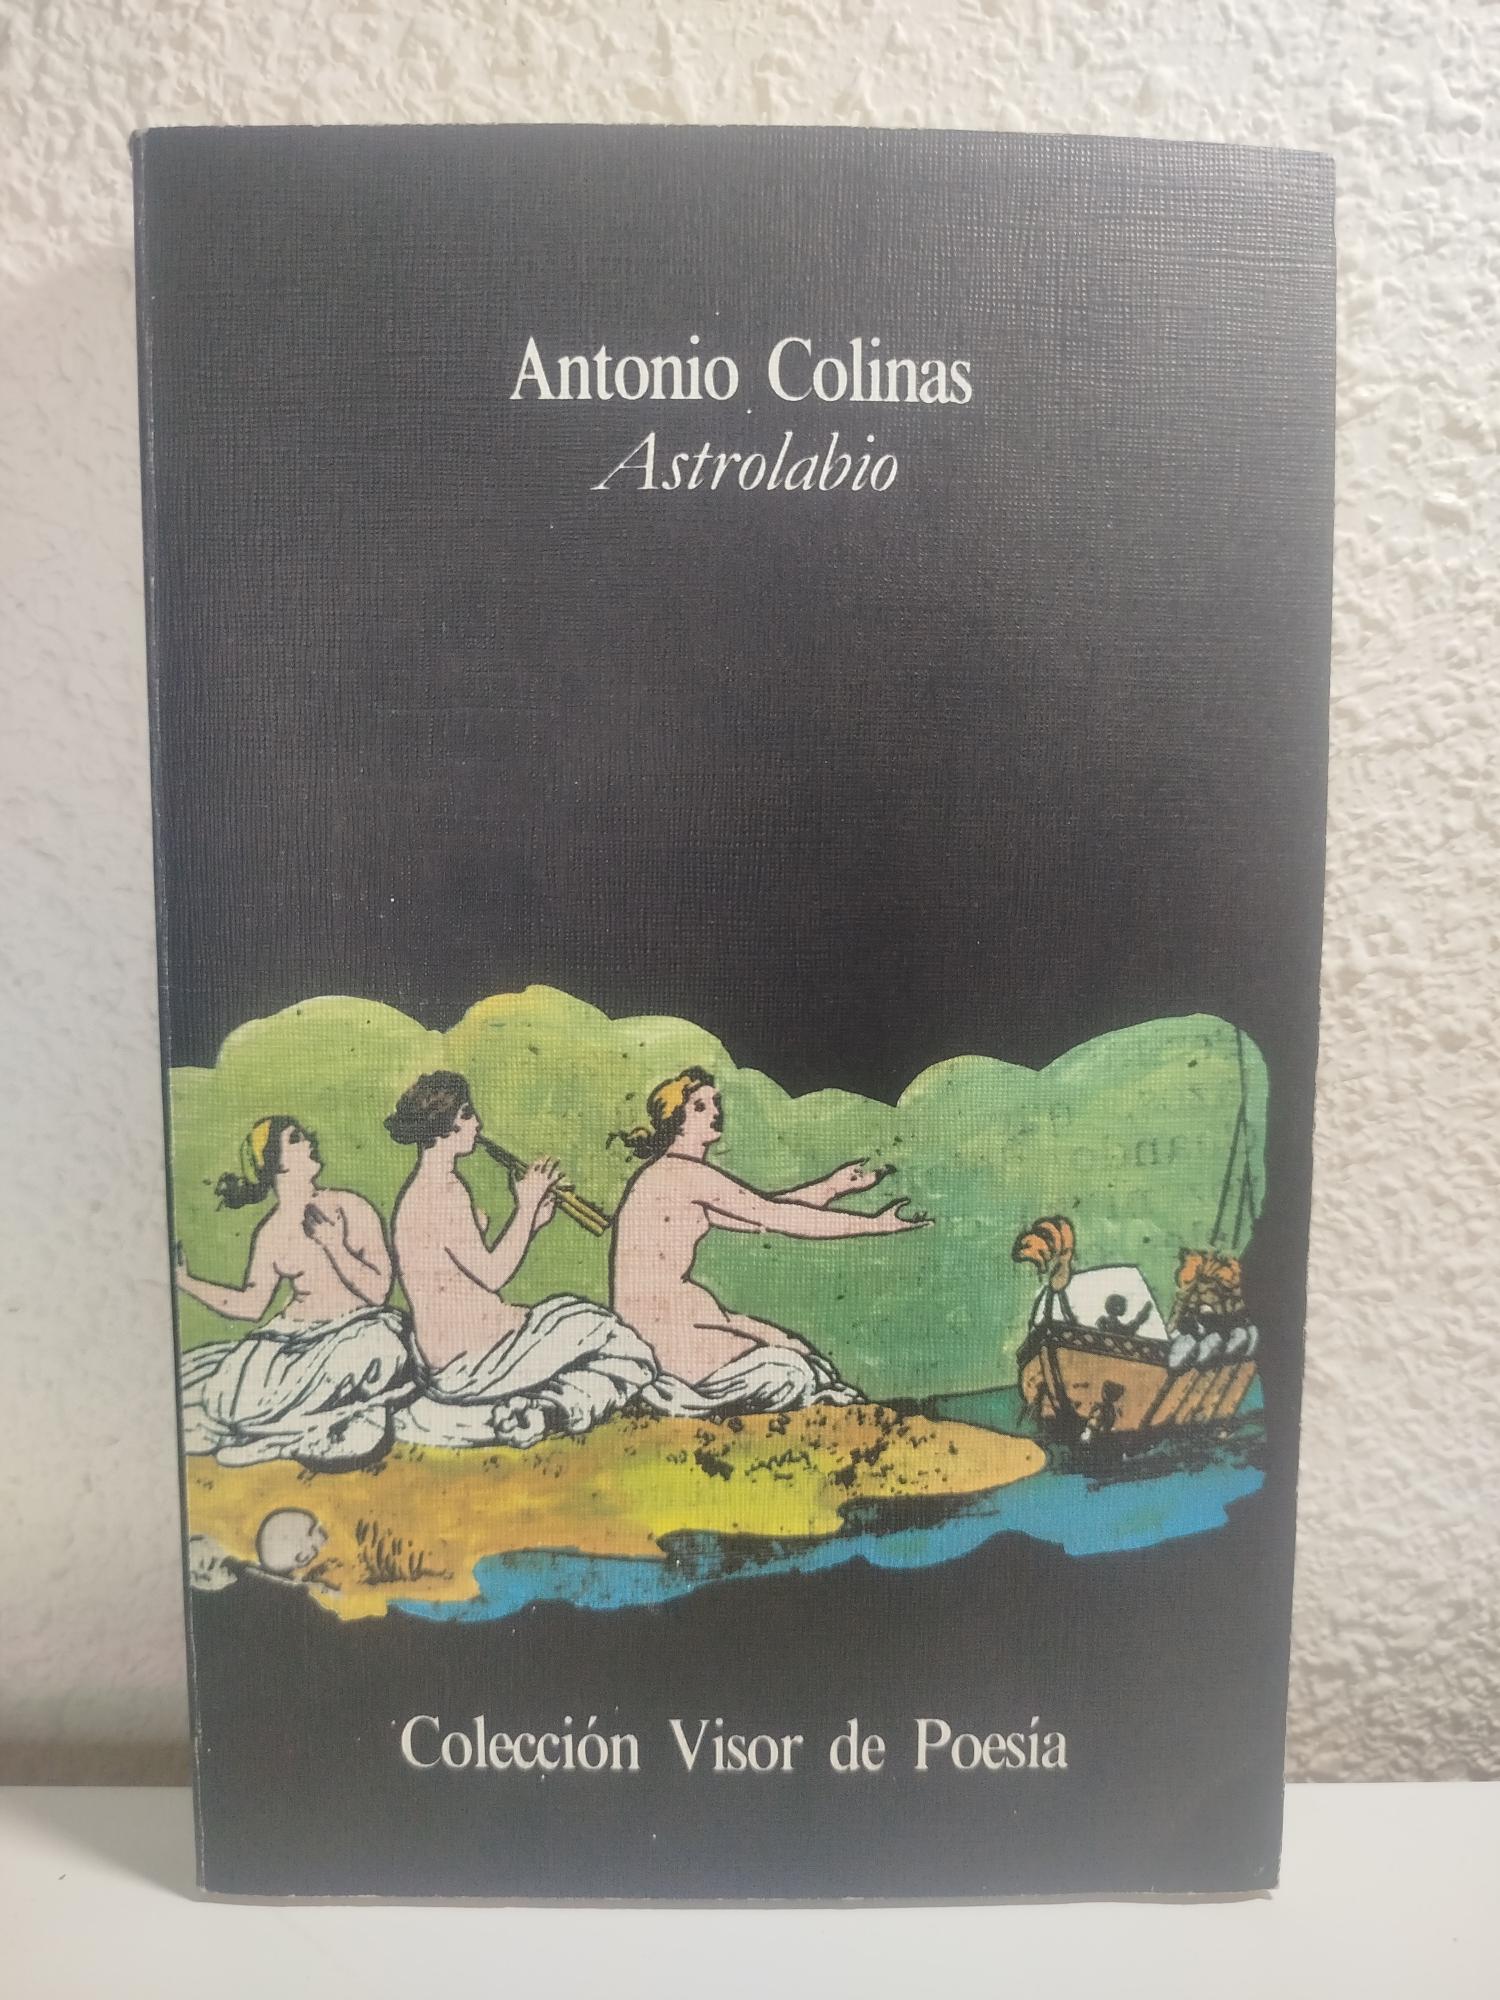 Antonio Colinas
Astrolabio
Colección Visor de Poesía